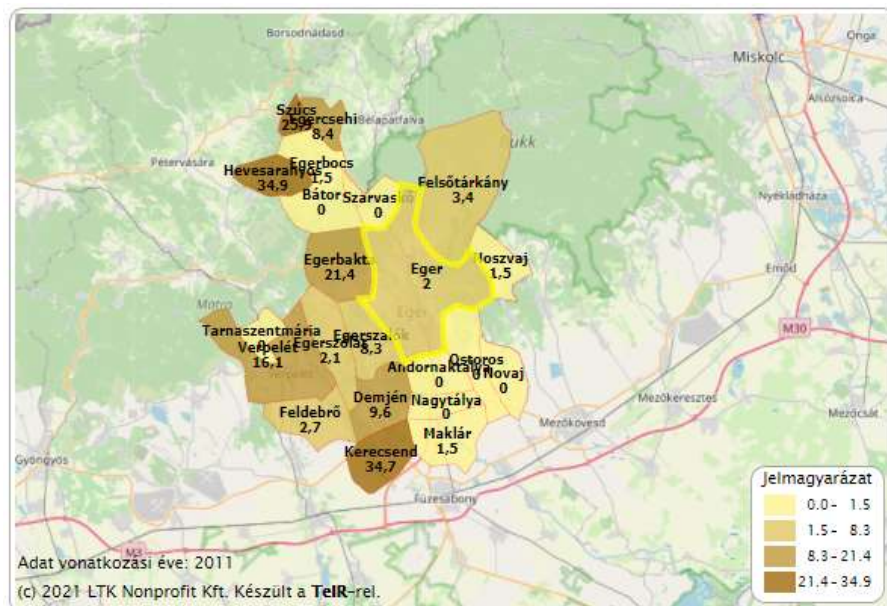 Borsodnádasd
Miskolc
Onga
Alsózsolca
Szúcs
Egercsehi
8,4
Bélapátfalva
Pétervására
Egerbocs
1,5
Hevesaranyos
34,9
Bátor
0
Szarvaskő
0
Felsőtárkány
3,4
Nyékládháza
Egerbakta
21,4
Eger
2
Noszvaj
1,5
Emőd
Mátra
Eger
M30
Tarnaszentmária
Verpelét
16,1
Egerszólát
2,1
Egerszalók
8,3
Ostoros
0
Andornaktálya
0
Novaj
0
Demjén
9,6
Nagytálya
0
Feldebrő
2,7
Maklár
1,5
Mezőkövesd
Mezőkeresztes
Mezőcsát
Gyöngyös
Kerecsend
34,7
Füzesabony
M3
Jelmagyarázat
0.0 - 1.5
1.5 - 8.3
8.3 - 21.4
21.4 - 34.9
Adat vonatkozási éve: 2011
(c) 2021 LTK Nonprofit Kft. Készült a TeIR-rel.